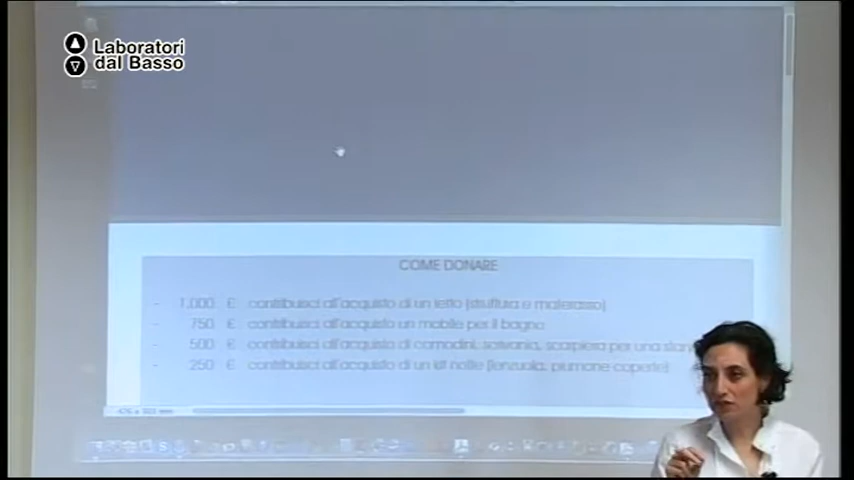 Laboratori
dal Basso
COME DONARE
- 1.000 € contribuisci all'acquisto di un letto (struttura e materasso)
- 750 € contribuisci all'acquisto un mobile per il bagno
- 500 € contribuisci all'acquisto di comodini, scrivania, scarpiera per una
- 250 € contribuisci all'acquisto di un kit notte (lenzuola, piumone coperte)